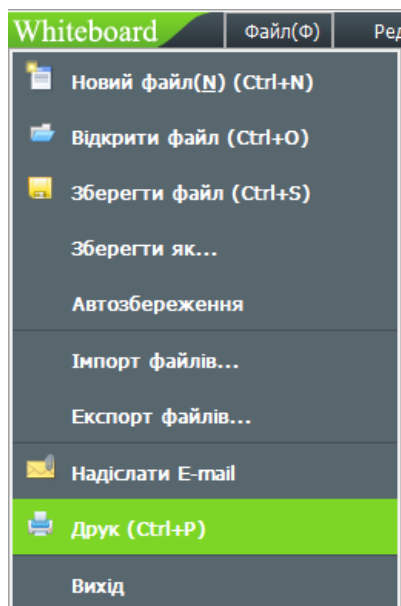 Whiteboard Файл(Ф) Ред
Новий файл(N) (Ctrl+N)
Відкрити файл (Ctrl+O)
Зберегти файл (Ctrl+S)
Зберегти як...
Автозбереження
Імпорт файлів...
Експорт файлів...
Надіслати E-mail
Друк (Ctrl+P)
Вихід